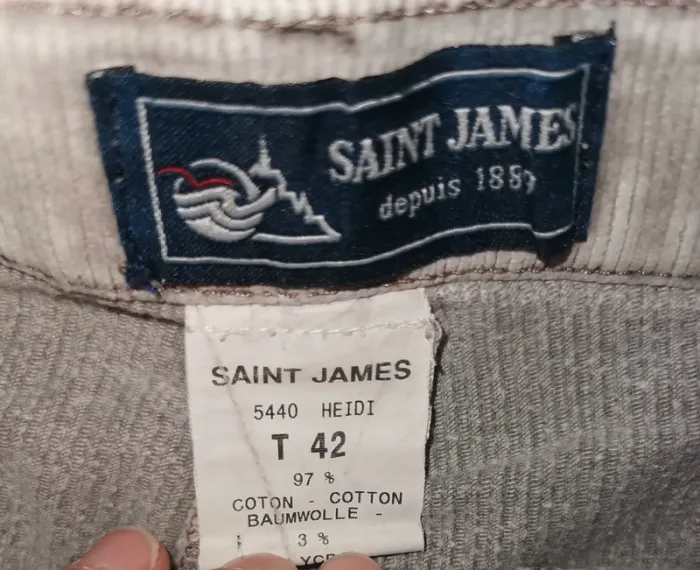 SAINT JAMES
depuis 1889
SAINT JAMES
5440 HEIDI
T 42
97 %
COTON - COTTON
BAUMWOLLE -
3 %